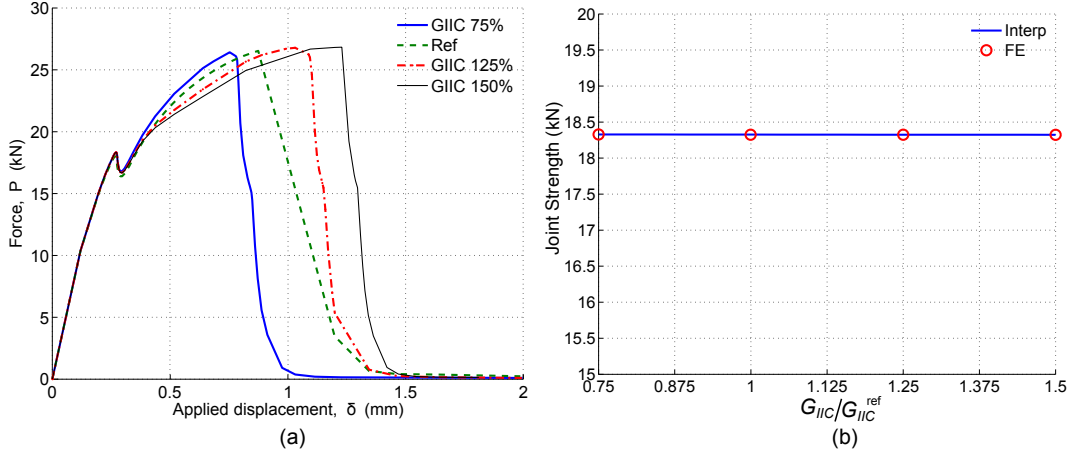 30
25
20
15
10
5
0
Force, P (kN)
GIIC 75%
Ref
GIIC 125%
GIIC 150%
0 0.5 1 1.5 2
Applied displacement, δ (mm)
(a)
20
19.5
19
18.5
18
17.5
17
16.5
16
15.5
15
Joint Strength (kN)
Interp
FE
0.75 0.875 1 1.125 1.25 1.375 1.5
G_IIC/G_IIC^ref
(b)